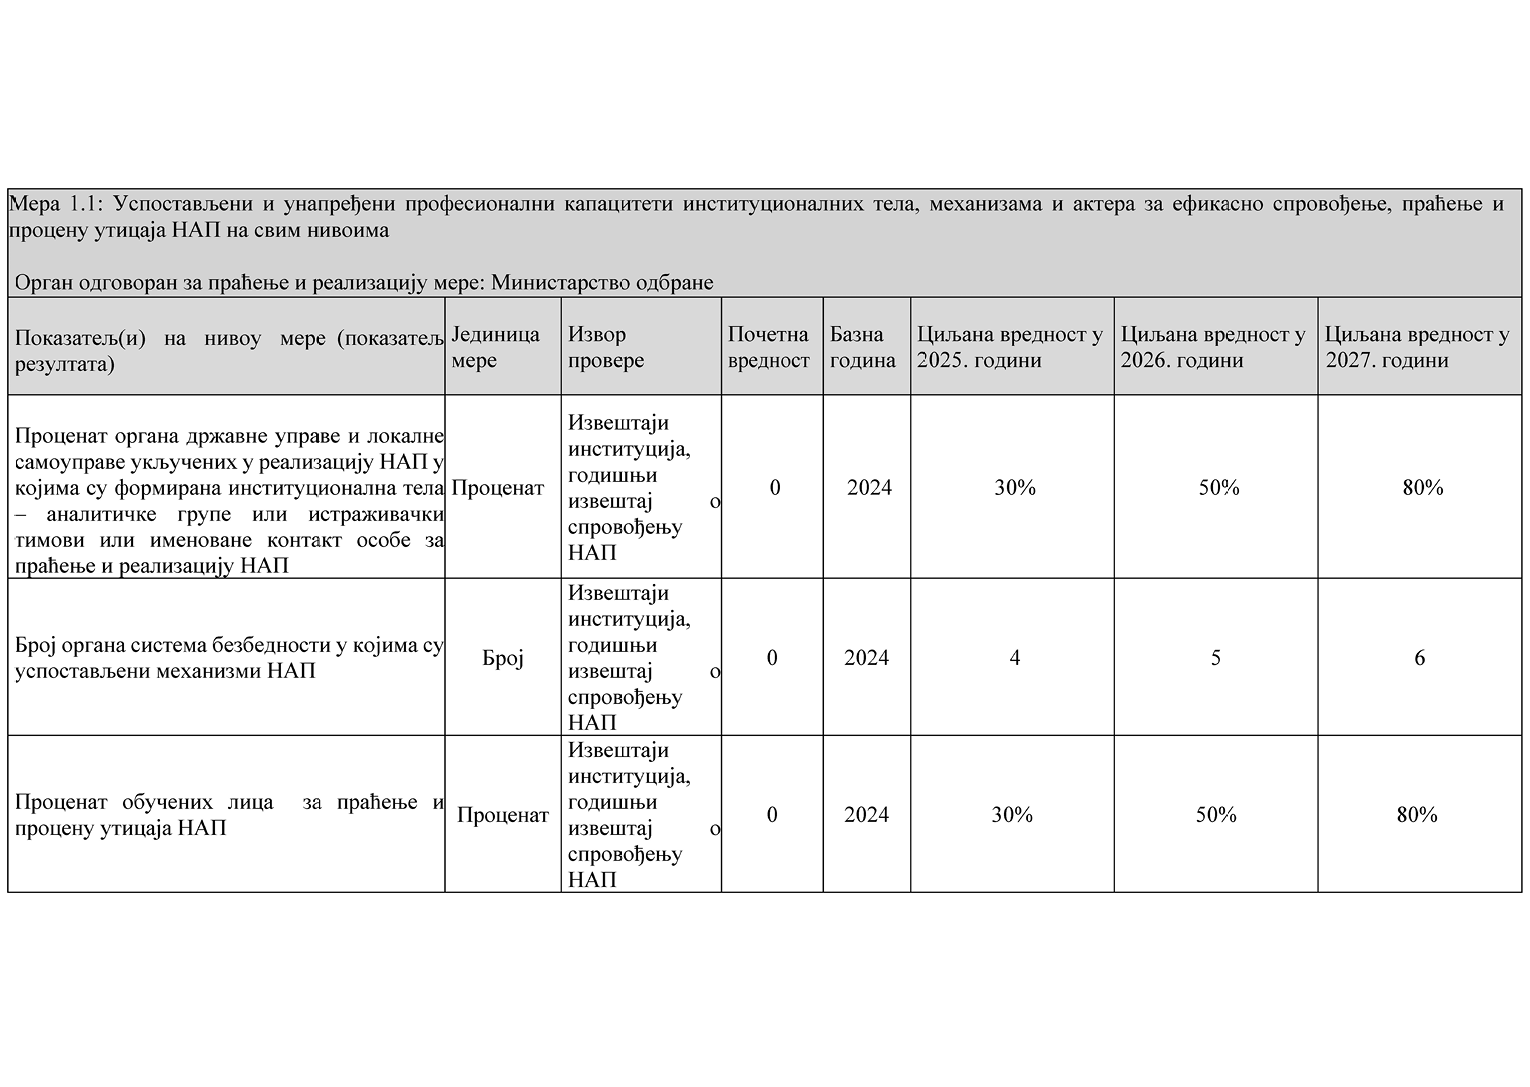 Мера 1.1: Успостављени и унапређени професионални капацитети институционалних тела, механизама и актера за ефикасно спровођење, праћење и
процену утицаја НАП на свим нивоима
Орган одговоран за праћење и реализацију мере: Министарство одбране
Показатељ(и) на нивоу мере (показатељ
резултата)
Јединица
мере
Извор
провере
Почетна
вредност
Базна
година
Циљана вредност у
2025. години
Циљана вредност у
2026. години
Циљана вредност у
2027. години
Проценат органа државне управе и локалне
самоуправе укључених у реализацију НАП у
којима су формирана институционална тела
– аналитичке групе или истраживачки
тимови или именоване контакт особе за
праћење и реализацију НАП
Проценат
Извештаји
институција,
годишњи
извештај о
спровођењу
НАП
0
2024
30%
50%
80%
Број органа система безбедности у којима су
успостављени механизми НАП
Број
Извештаји
институција,
годишњи
извештај о
спровођењу
НАП
0
2024
4
5
6
Проценат обучених лица за праћење и
процену утицаја НАП
Проценат
Извештаји
институција,
годишњи
извештај о
спровођењу
НАП
0
2024
30%
50%
80%